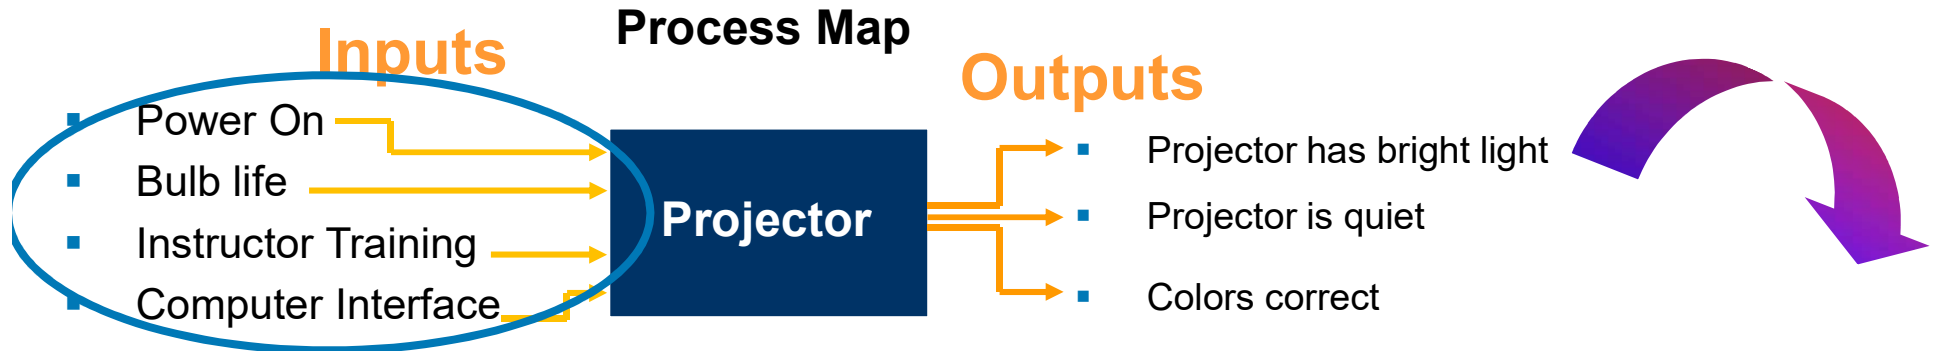 Process Map
Inputs
Power On
Bulb life
Instructor Training
Computer Interface
Projector
Outputs
Projector has bright light
Projector is quiet
Colors correct